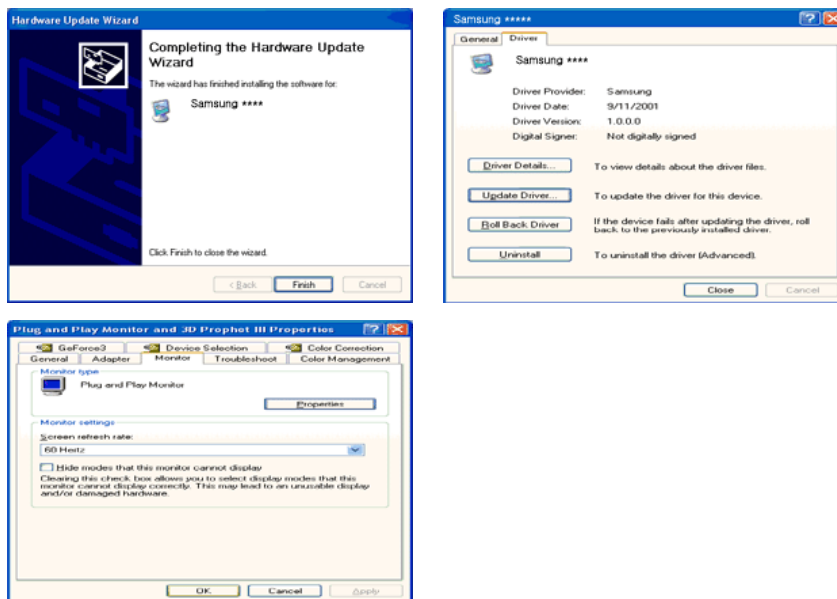 Hardware Update Wizard
Completing the Hardware Update
Wizard
The wizard has finished installing the software for:
Samsung ****
Click Finish to close the wizard.
< Back
Finish
Cancel
Samsung *****
General
Driver
Samsung ****
Driver Provider: Samsung
Driver Date: 9/11/2001
Driver Version: 1.0.0.0
Digital Signer: Not digitally signed
Driver Details... To view details about the driver files.
Update Driver... To update the driver for this device.
Roll Back Driver If the device fails after updating the driver, roll
back to the previously installed driver.
Uninstall To uninstall the driver (Advanced).
Close
Cancel
Plug and Play Monitor and 3D Prophet III Properties
GeForce3
Device Selection
Color Correction
General
Adapter
Monitor
Troubleshoot
Color Management
Monitor type
Plug and Play Monitor
Properties
Monitor settings
Screen refresh rate:
60 Hertz
Hide modes that this monitor cannot display
Clearing this check box allows you to select display modes that this
monitor cannot display correctly. This may lead to an unusable display
and/or damaged hardware.
OK
Cancel
Apply